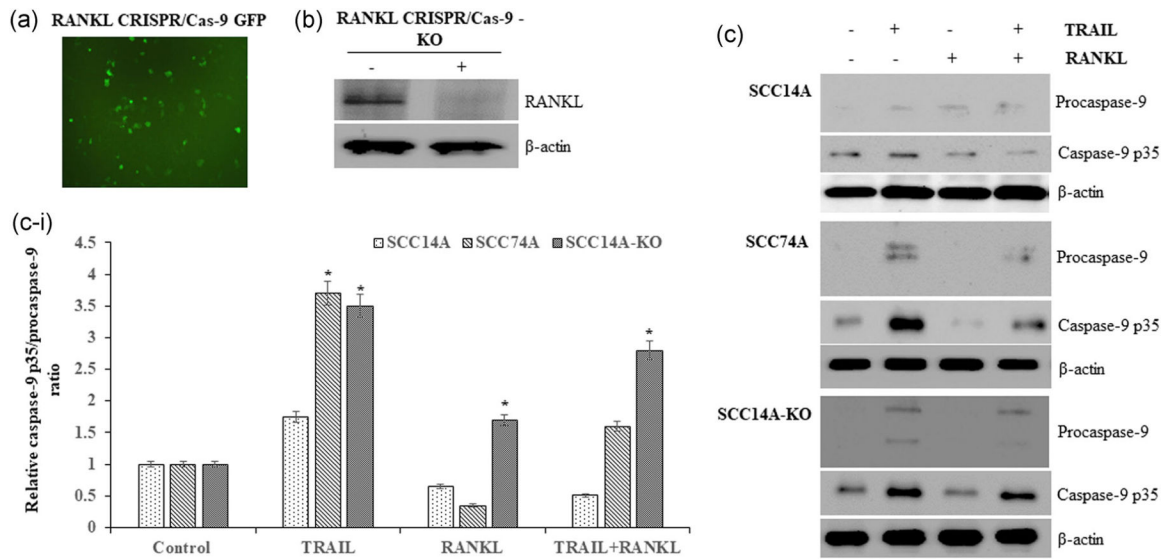 (a)
RANKL CRISPR/Cas-9 GFP
(b)
RANKL CRISPR/Cas-9 -
KO
- +
RANKL
β-actin
(c)
- + - + TRAIL
- - + + RANKL
SCC14A
Procaspase-9
Caspase-9 p35
β-actin
SCC74A
Procaspase-9
Caspase-9 p35
β-actin
SCC14A-KO
Procaspase-9
Caspase-9 p35
β-actin
(c-i)
Relative caspase-9 p35/procaspase-9
ratio
4.5
4
3.5
3
2.5
2
1.5
1
0.5
0
SCC14A SCC74A SCC14A-KO
* *
*
*
Control TRAIL RANKL TRAIL+RANKL